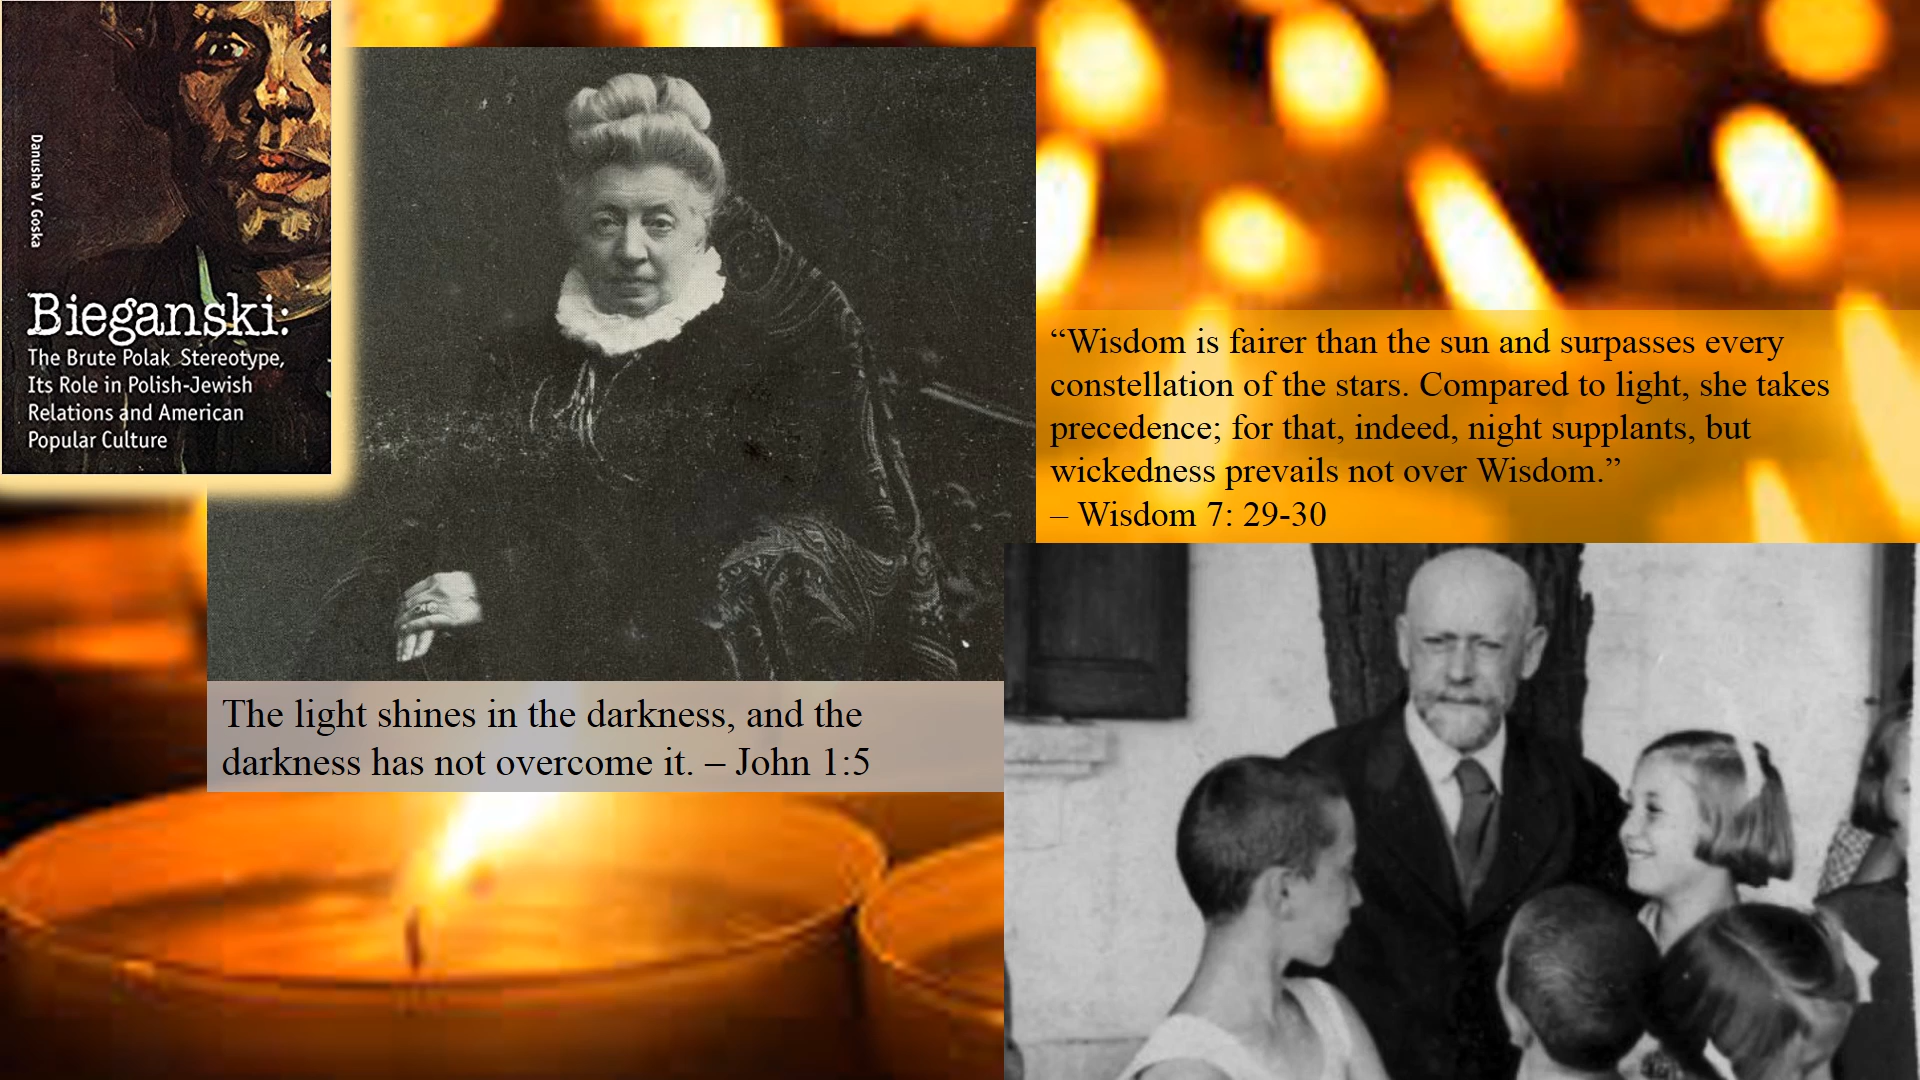 Danusha V. Goska
Bieganski:
The Brute Polak Stereotype,
Its Role in Polish-Jewish
Relations and American
Popular Culture
“Wisdom is fairer than the sun and surpasses every
constellation of the stars. Compared to light, she takes
precedence; for that, indeed, night supplants, but
wickedness prevails not over Wisdom.”
– Wisdom 7: 29-30
The light shines in the darkness, and the
darkness has not overcome it. – John 1:5